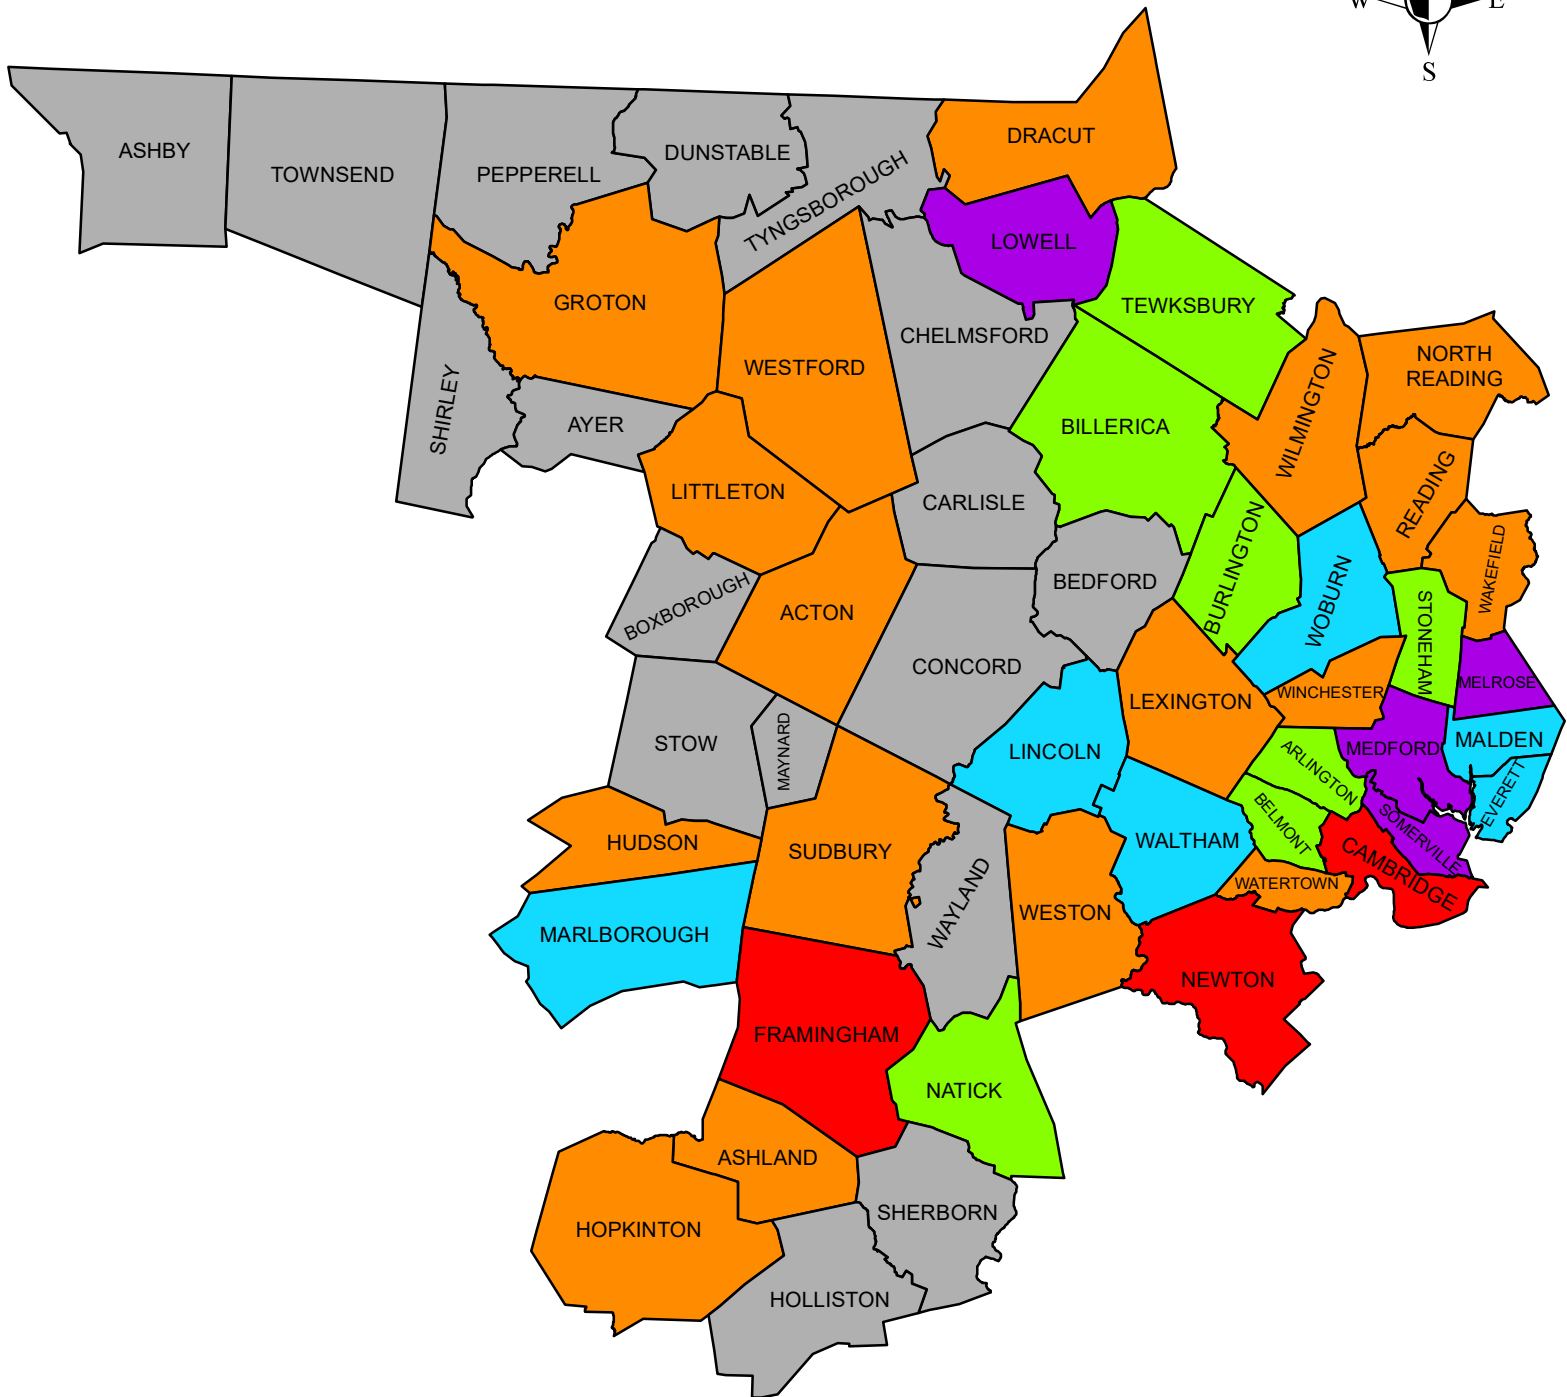 W
E
S
ASHBY
TOWNSEND
PEPPERELL
DUNSTABLE
TYNGSBOROUGH
DRACUT
LOWELL
GROTON
WESTFORD
CHELMSFORD
TEWKSBURY
SHIRLEY
AYER
LITTLETON
BILLERICA
WILMINGTON
NORTH
READING
CARLISLE
READING
BURLINGTON
WAKEFIELD
BOXBOROUGH
ACTON
BEDFORD
WOBURN
STONEHAM
CONCORD
LEXINGTON
WINCHESTER
MELROSE
STOW
MAYNARD
LINCOLN
ARLINGTON
MEDFORD
MALDEN
HUDSON
SUDBURY
WALTHAM
BELMONT
SOMERVILLE
EVERETT
CAMBRIDGE
WATERTOWN
MARLBOROUGH
WAYLAND
WESTON
NEWTON
FRAMINGHAM
NATICK
ASHLAND
HOPKINTON
SHERBORN
HOLLISTON